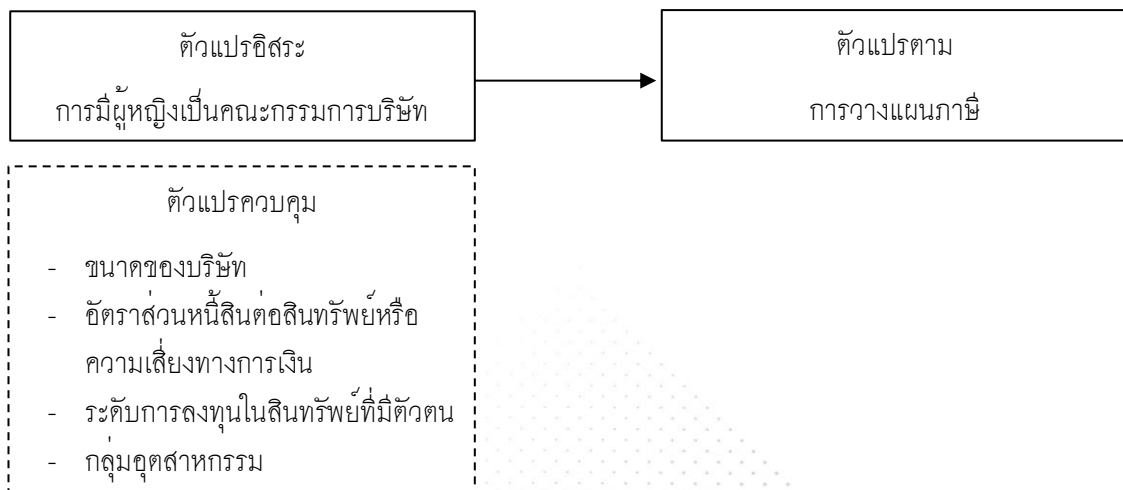 ตัวแปรอิสระ
การมีผู้หญิงเป็นคณะกรรมการบริษัท
ตัวแปรตาม
การวางแผนภาษี
ตัวแปรควบคุม
- ขนาดของบริษัท
- อัตราส่วนหนี้สินต่อสินทรัพย์หรือ
ความเสี่ยงทางการเงิน
- ระดับการลงทุนในสินทรัพย์ที่มีตัวตน
- กลุ่มอุตสาหกรรม